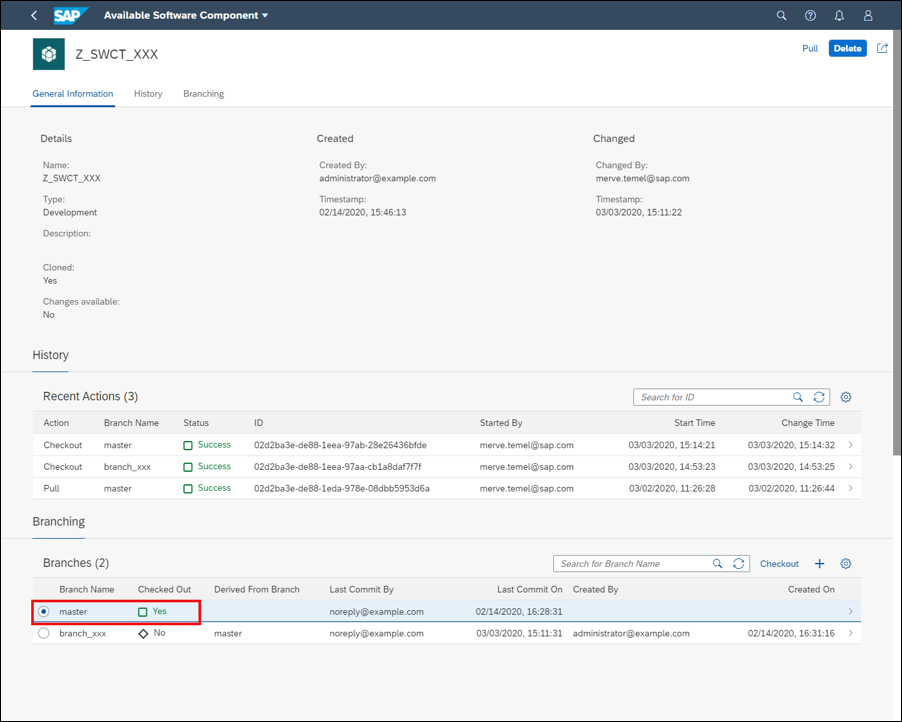 SAP Available Software Component
Z_SWCT_XXX
Pull Delete
General Information History Branching
Details Created Changed
Name: Created By: Changed By:
Z_SWCT_XXX administrator@example.com merve.temel@sap.com
Type: Timestamp: Timestamp:
Development 02/14/2020, 15:46:13 03/03/2020, 15:11:22
Description:
Cloned:
Yes
Changes available:
No
History
Recent Actions (3) Search for ID
Action Branch Name Status ID Started By Start Time Change Time
Checkout master Success 02d2ba3e-de88-1eea-97ab-28e26436bfde merve.temel@sap.com 03/03/2020, 15:14:21 03/03/2020, 15:14:32
Checkout branch_xxx Success 02d2ba3e-de88-1eea-97aa-cb1a8daf7f7f merve.temel@sap.com 03/03/2020, 14:53:23 03/03/2020, 14:53:25
Pull master Success 02d2ba3e-de88-1eda-978e-08dbb5953d6a merve.temel@sap.com 03/02/2020, 11:26:28 03/02/2020, 11:26:44
Branching
Branches (2) Search for Branch Name Checkout
Branch Name Checked Out Derived From Branch Last Commit By Last Commit On Created By Created On
master Yes noreply@example.com 02/14/2020, 16:28:31
branch_xxx No master noreply@example.com 03/03/2020, 15:11:31 administrator@example.com 02/14/2020, 16:31:16